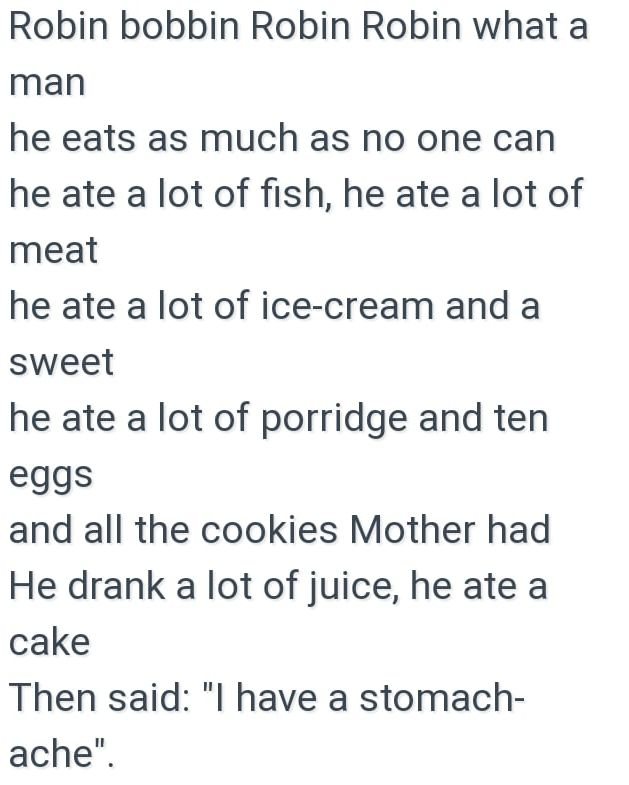 Robin bobbin Robin Robin what a
man
he eats as much as no one can
he ate a lot of fish, he ate a lot of
meat
he ate a lot of ice-cream and a
sweet
he ate a lot of porridge and ten
eggs
and all the cookies Mother had
He drank a lot of juice, he ate a
cake
Then said: "I have a stomach-
ache".